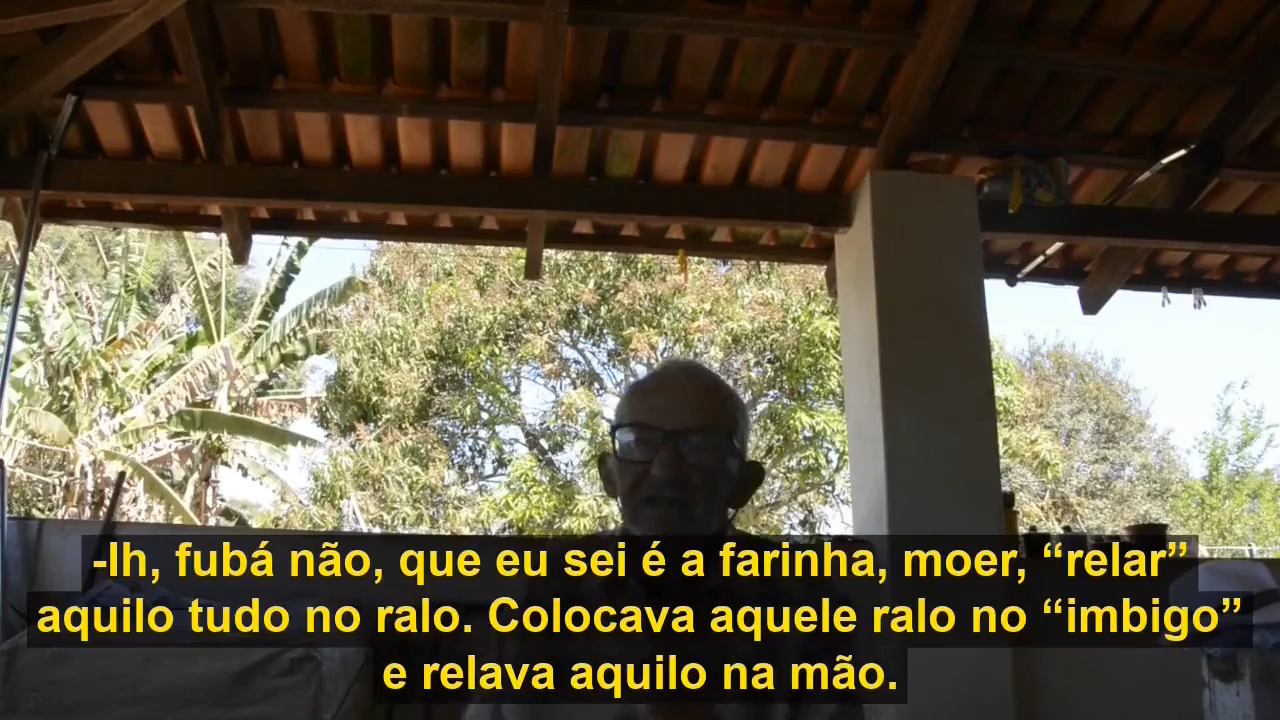 -Ih, fubá não, que eu sei é a farinha, moer, “relar”
aquilo tudo no ralo. Colocava aquele ralo no “imbigo”
e relava aquilo na mão.